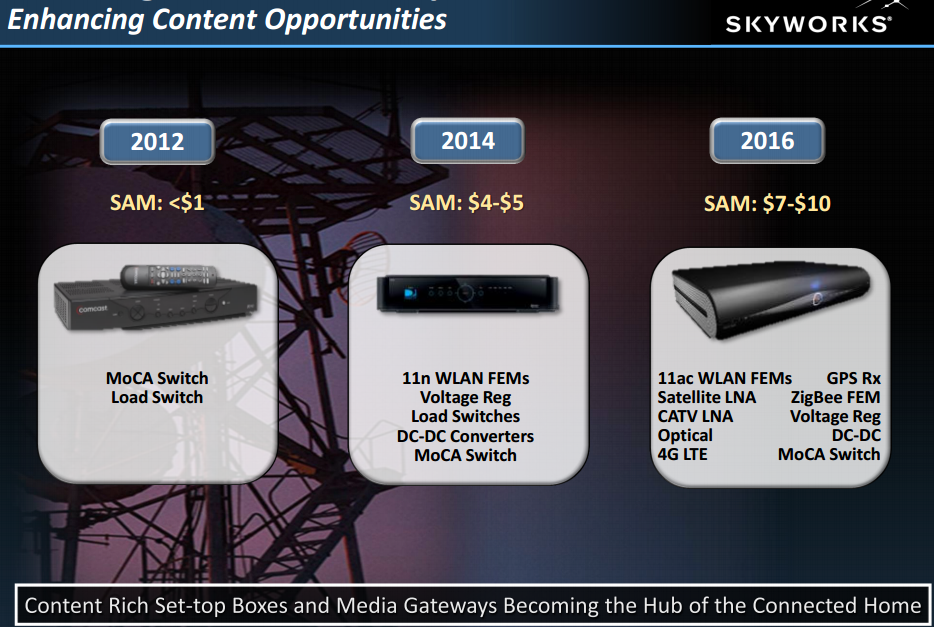 Enhancing Content Opportunities
SKYWORKS®
2012
2014
2016
SAM: <$1
SAM: $4-$5
SAM: $7-$10
comcast
MoCA Switch
Load Switch
11n WLAN FEMs
Voltage Reg
Load Switches
DC-DC Converters
MoCA Switch
11ac WLAN FEMs GPS Rx
Satellite LNA ZigBee FEM
CATV LNA Voltage Reg
Optical DC-DC
4G LTE MoCA Switch
Content Rich Set-top Boxes and Media Gateways Becoming the Hub of the Connected Home